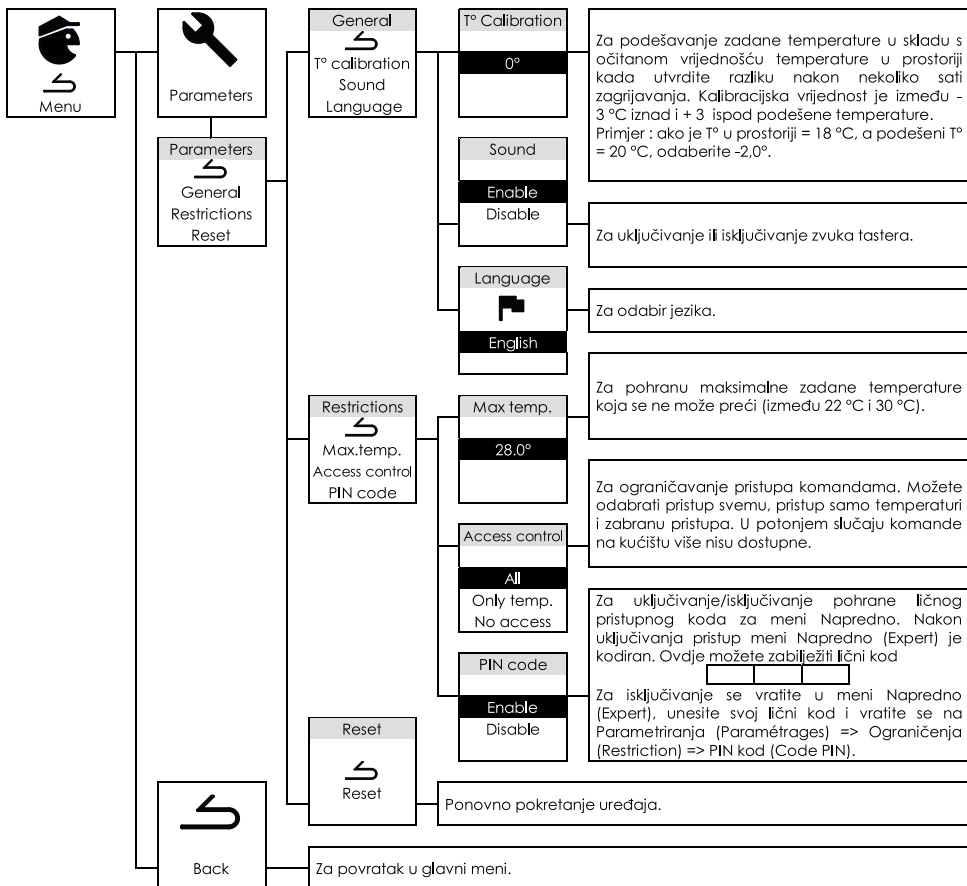 Menu
Parameters
Parameters
General
Restrictions
Reset
General
T° calibration
Sound
Language
T° Calibration
0°
Za podešavanje zadane temperature u skladu s
očitanom vrijednošću temperature u prostoriji
kada utvrdite razliku nakon nekoliko sati
zagrijavanja. Kalibracijska vrijednost je između -
3 °C iznad i + 3 ispod podešene temperature.
Primjer : ako je T° u prostoriji = 18 °C, a podešeni T°
= 20 °C, odaberite -2,0°.
Sound
Enable
Disable
Za uključivanje ili isključivanje zvuka tastera.
Language
English
Za odabir jezika.
Restrictions
Max.temp.
Access control
PIN code
Max temp.
28.0°
Za pohranu maksimalne zadane temperature
koja se ne može preći (između 22 °C i 30 °C).
Access control
All
Only temp.
No access
Za ograničavanje pristupa komandama. Možete
odabrati pristup svemu, pristup samo temperaturi
i zabranu pristupa. U potonjem slučaju komande
na kućištu više nisu dostupne.
PIN code
Enable
Disable
Za uključivanje/isključivanje pohrane ličnog
pristupnog koda za meni Napredno. Nakon
uključivanja pristup meni Napredno (Expert) je
kodiran. Ovdje možete zabilježiti lični kod
Za isključivanje se vratite u meni Napredno
(Expert), unesite svoj lični kod i vratite se na
Parametriranja (Paramétrages) => Ograničenja
(Restriction) => PIN kod (Code PIN).
Reset
Reset
Ponovno pokretanje uređaja.
Back
Za povratak u glavni meni.